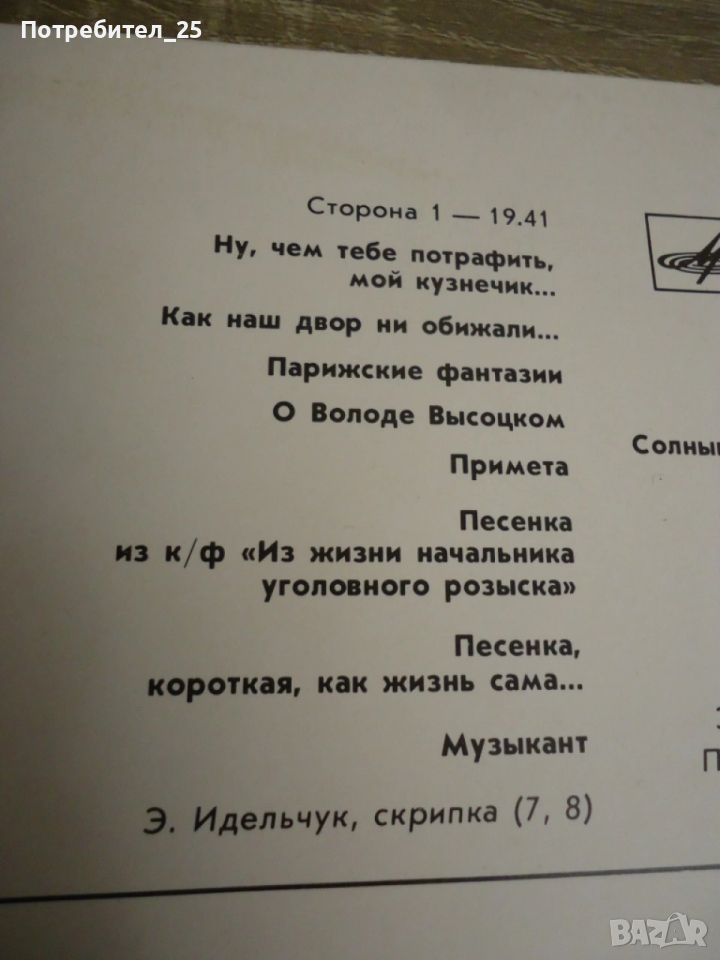 Потребител_25
Сторона 1 — 19.41
Ну, чем тебе потрафить,
мой кузнечик...
Как наш двор ни обижали...
Парижские фантазии
О Володе Высоцком
Примета
Песенка
из к/ф «Из жизни начальника
уголовного розыска»
Песенка,
короткая, как жизнь сама...
Музыкант
Э. Идельчук, скрипка (7, 8)
BAZAR